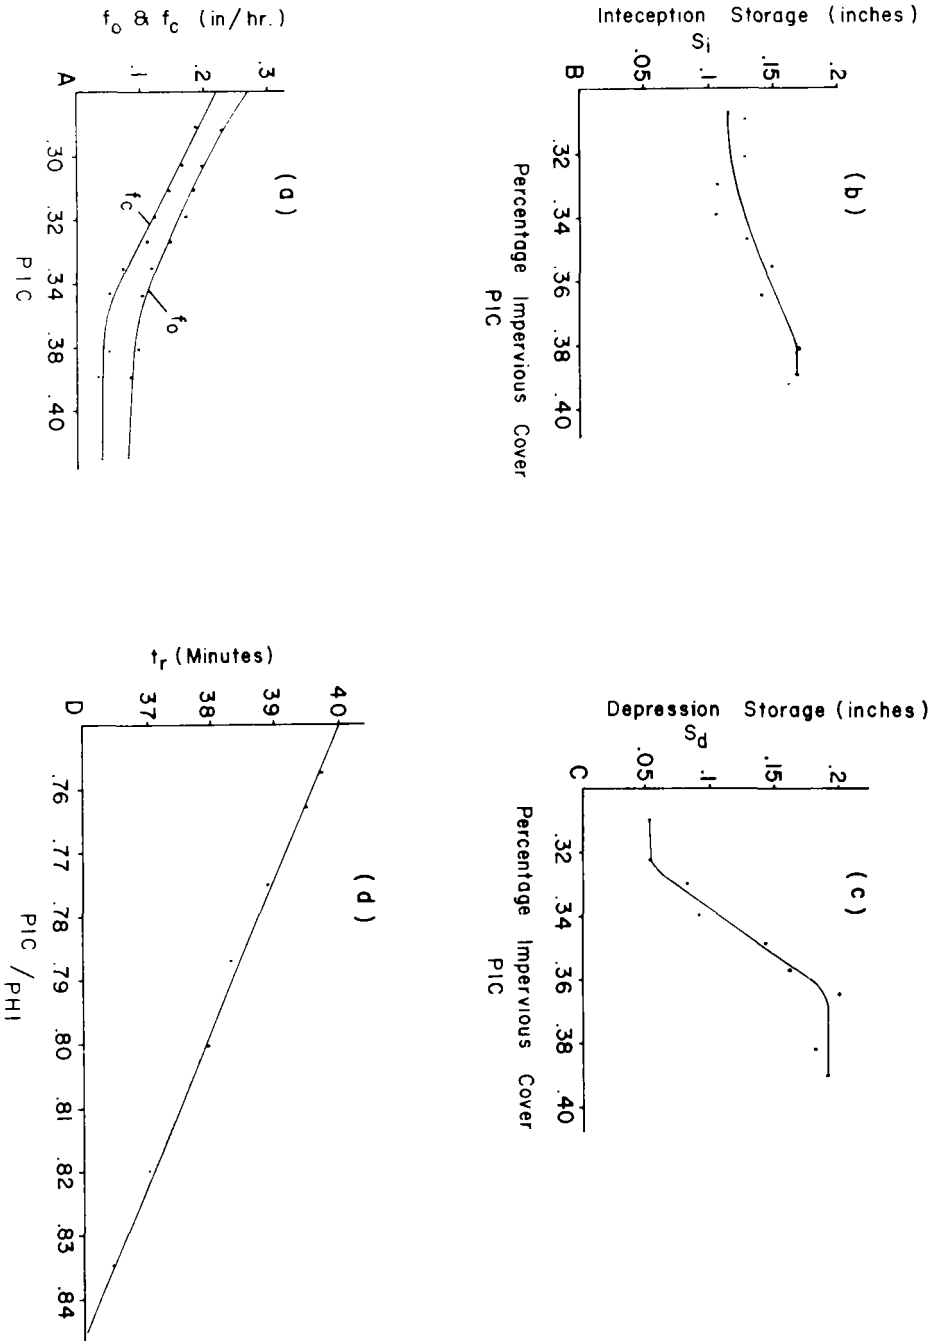 (b)
Inteception Storage (inches)
S_i
.2
.15
.1
.05
B
.32 .34 .36 .38 .40
Percentage Impervious Cover
PIC
(c)
Depression Storage (inches)
S_d
.2
.15
.1
.05
C
.32 .34 .36 .38 .40
Percentage Impervious Cover
PIC
(a)
f_o & f_c (in/hr.)
.3
.2
.1
A
f_c
f_o
.30 .32 .34 .38 .40
PIC
(d)
t_r (Minutes)
40
39
38
37
D
.76 .77 .78 .79 .80 .81 .82 .83 .84
PIC / PHI